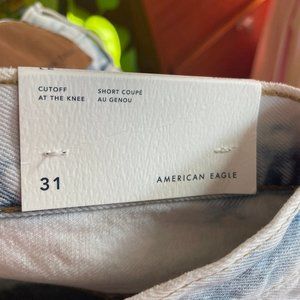 CUTOFF
AT THE KNEE
SHORT COUPÉ
AU GENOU
31
AMERICAN EAGLE